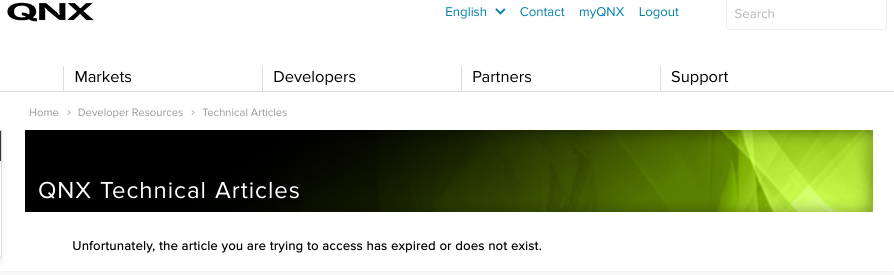 QNX
English Contact myQNX Logout Search
Markets Developers Partners Support
Home > Developer Resources > Technical Articles
QNX Technical Articles
Unfortunately, the article you are trying to access has expired or does not exist.